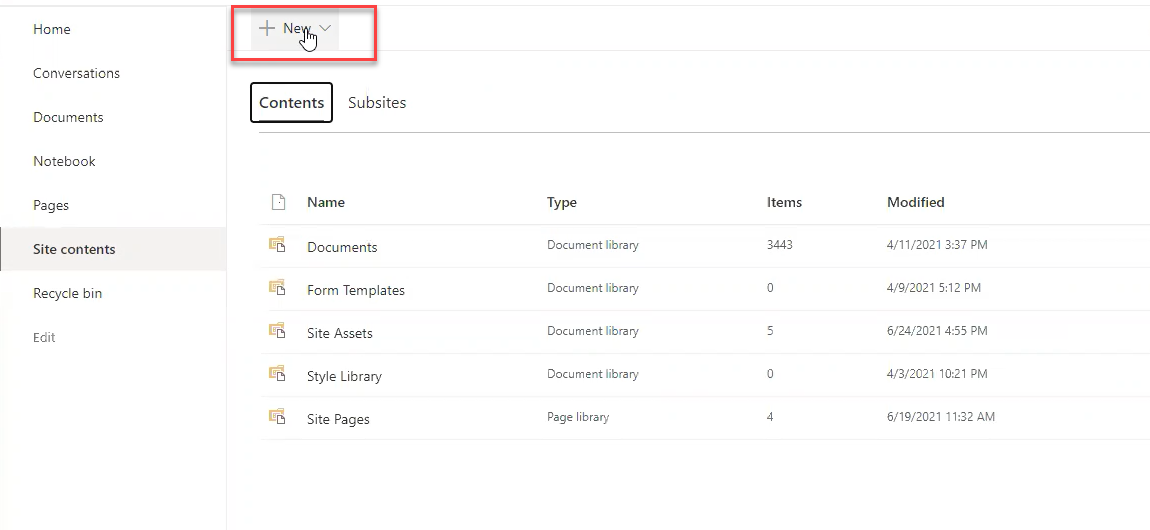 Home
Conversations
Documents
Notebook
Pages
Site contents
Recycle bin
Edit
New
Contents Subsites
Name Type Items Modified
Documents Document library 3443 4/11/2021 3:37 PM
Form Templates Document library 0 4/9/2021 5:12 PM
Site Assets Document library 5 6/24/2021 4:55 PM
Style Library Document library 0 4/3/2021 10:21 PM
Site Pages Page library 4 6/19/2021 11:32 AM